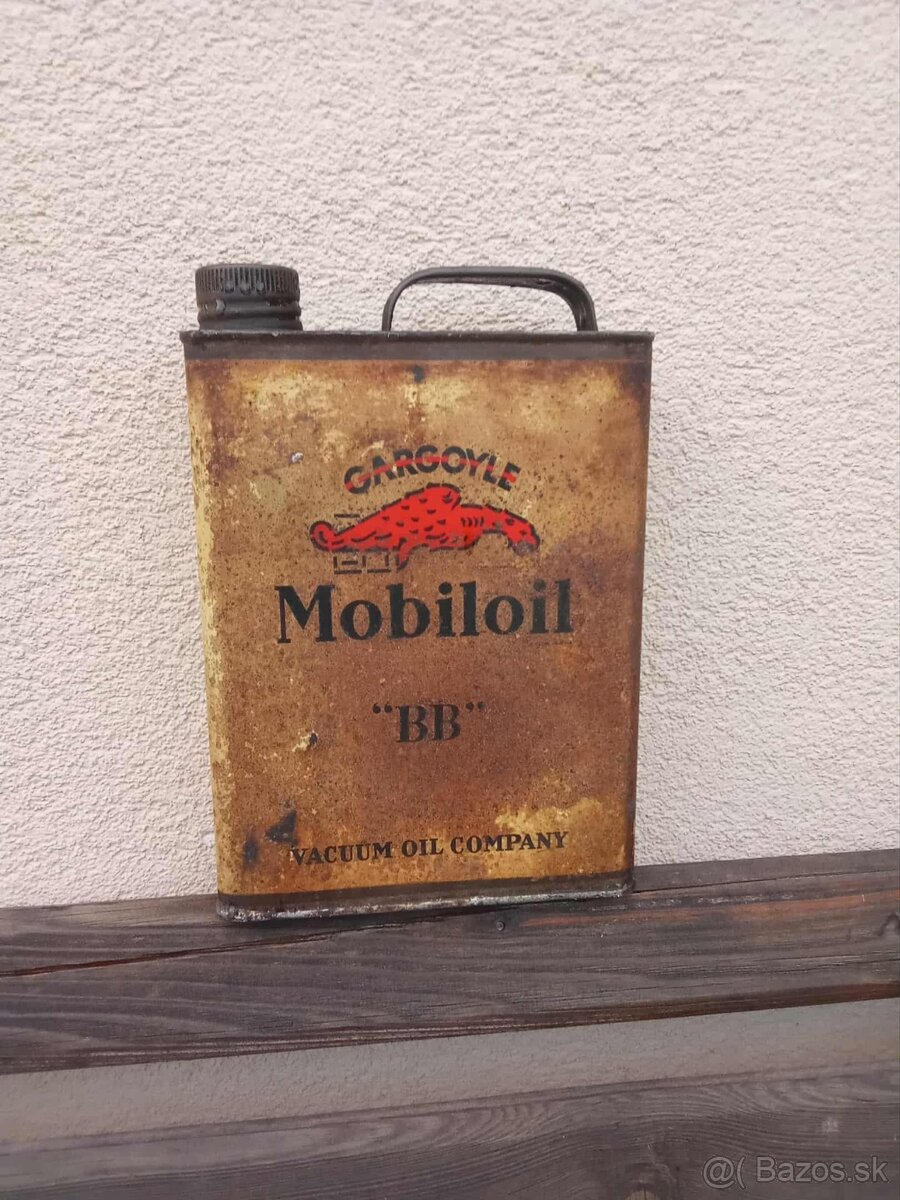 GARGOYLE
Mobiloil
"BB"
VACUUM OIL COMPANY
@( Bazos.sk